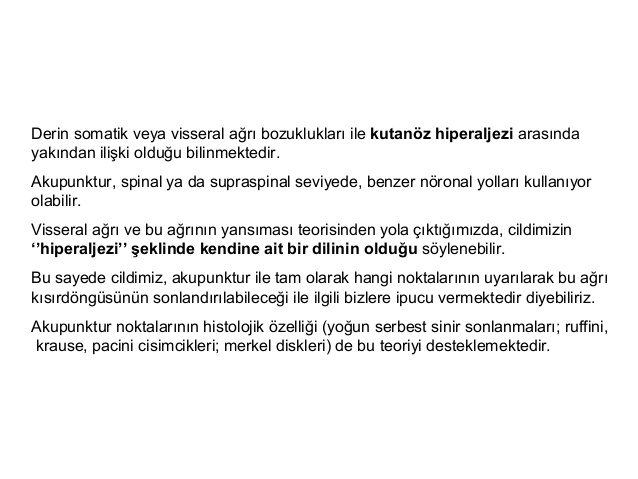 Derin somatik veya visseral ağrı bozuklukları ile kutanöz hiperaljezi arasında
yakından ilişki olduğu bilinmektedir.
Akupunktur, spinal ya da supraspinal seviyede, benzer nöronal yolları kullanıyor
olabilir.
Visseral ağrı ve bu ağrının yansıması teorisinden yola çıktığımızda, cildimizin
‘’hiperaljezi’’ şeklinde kendine ait bir dilinin olduğu söylenebilir.
Bu sayede cildimiz, akupunktur ile tam olarak hangi noktalarının uyarılarak bu ağrı
kısırdöngüsünün sonlandırılabileceği ile ilgili bizlere ipucu vermektedir diyebiliriz.
Akupunktur noktalarının histolojik özelliği (yoğun serbest sinir sonlanmaları; ruffini,
krause, pacini cisimcikleri; merkel diskleri) de bu teoriyi desteklemektedir.